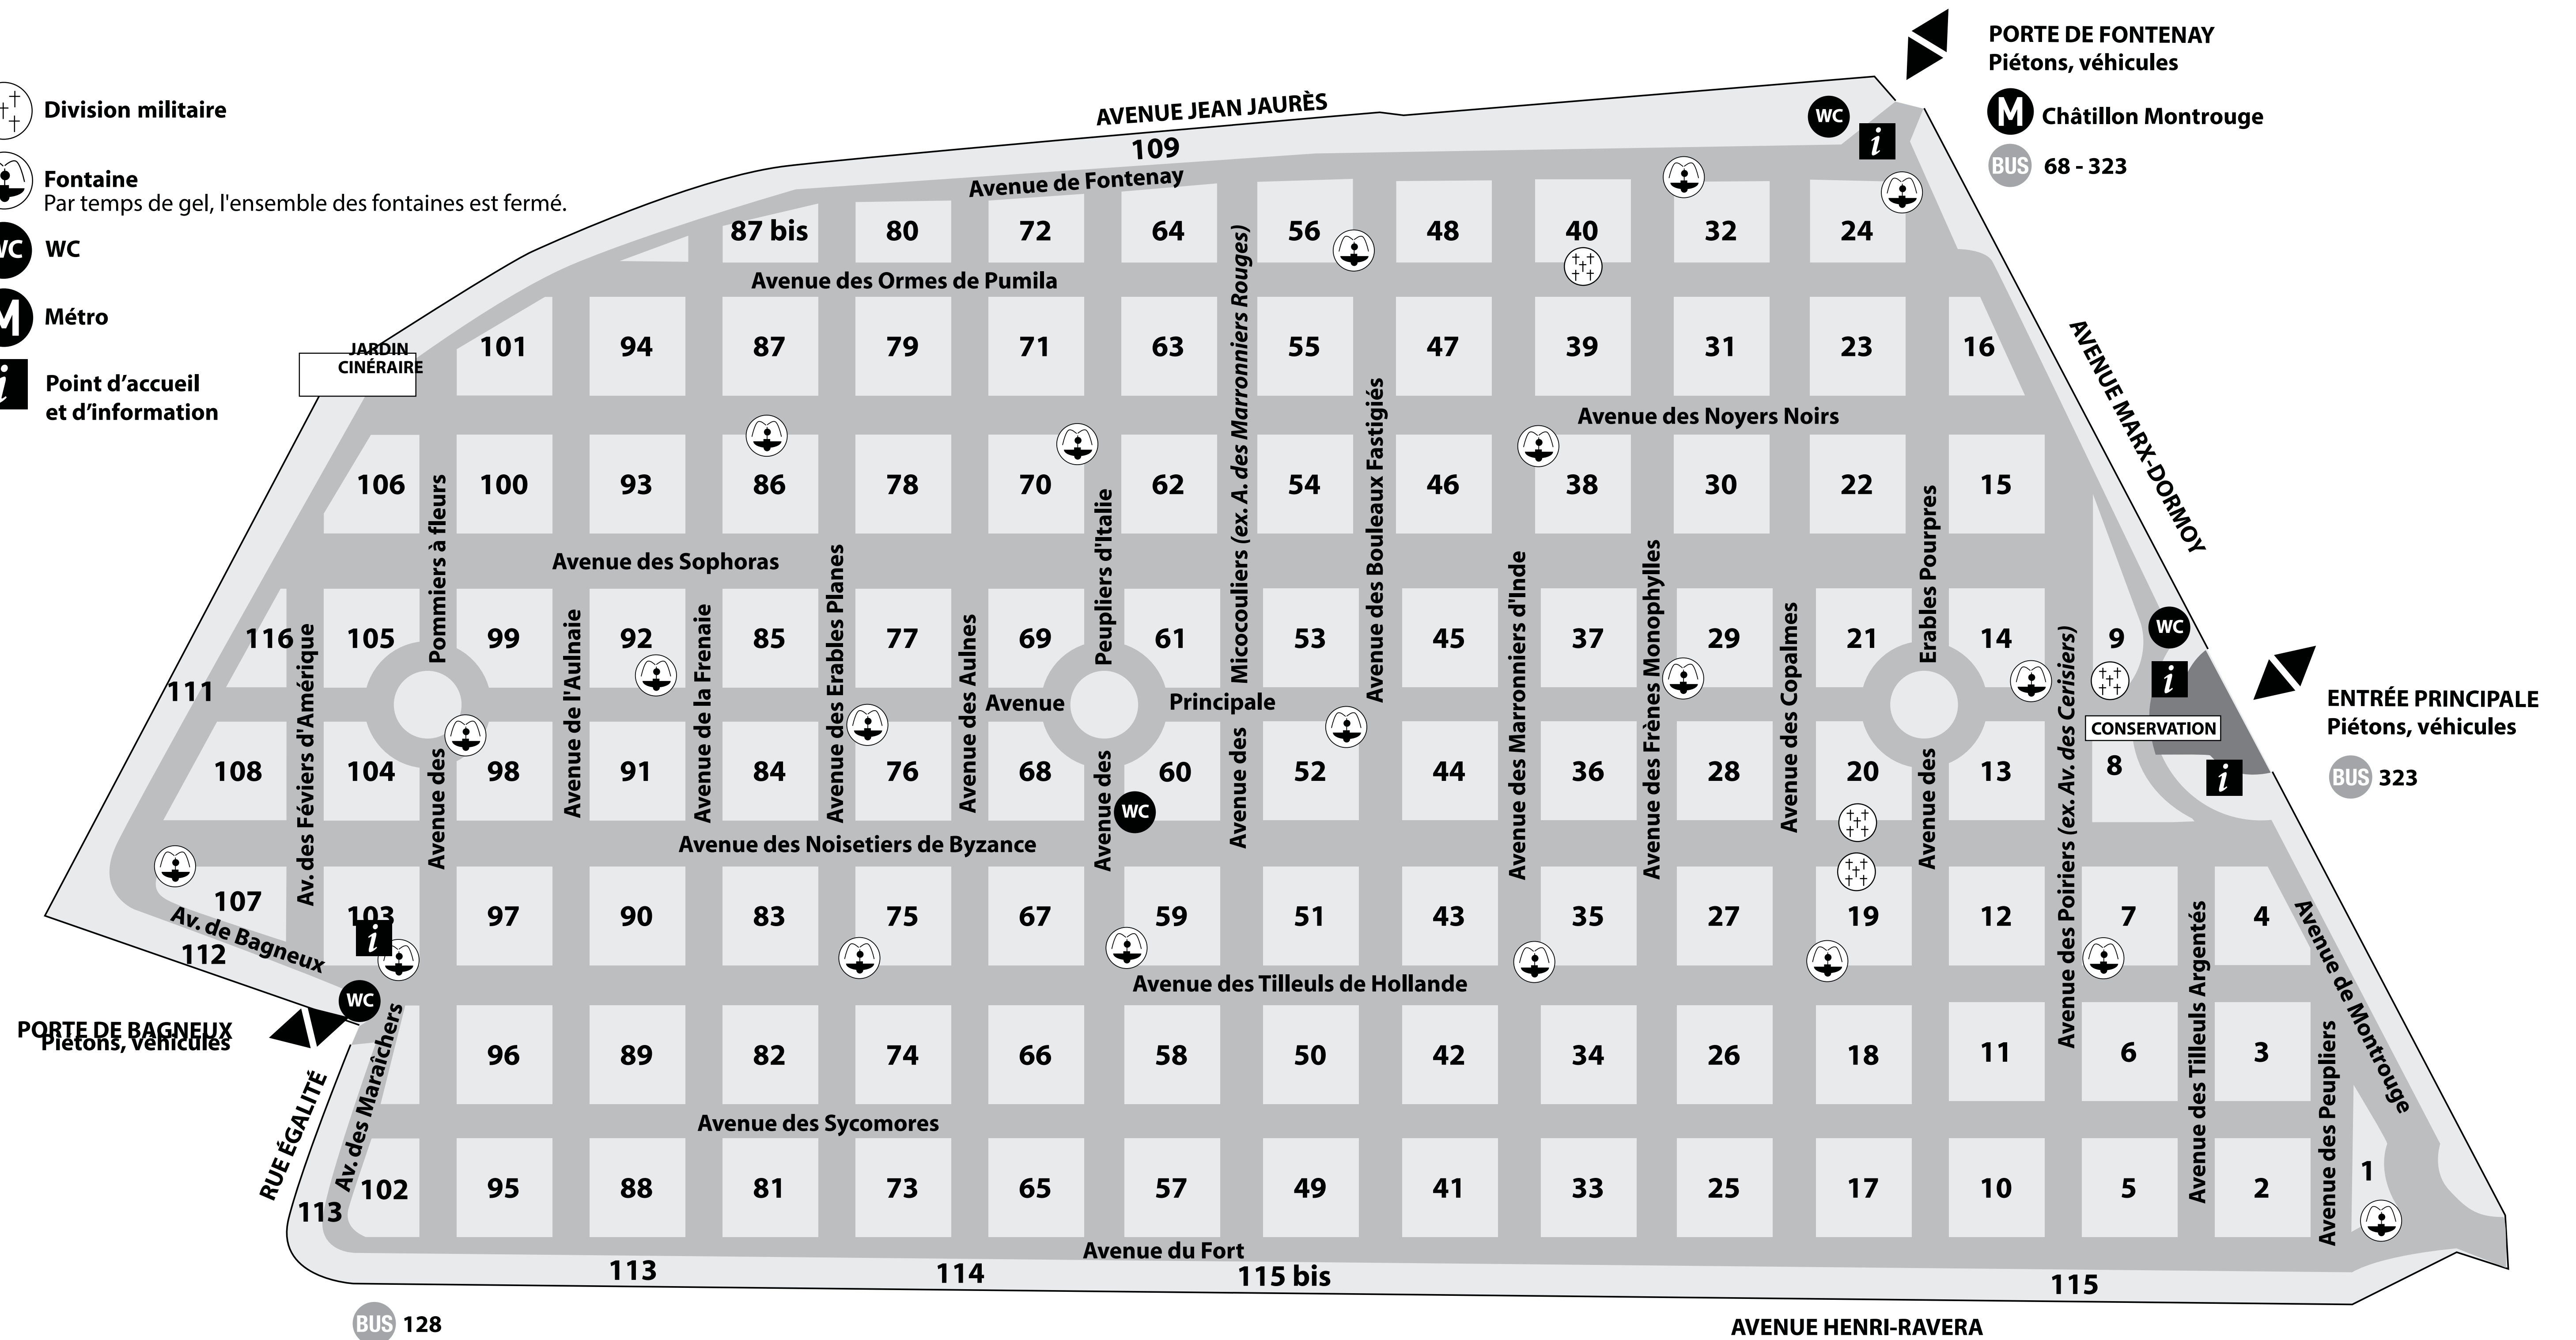 PORTE DE FONTENAY
Piétons, véhicules
M Châtillon Montrouge
BUS 68 - 323
Division militaire
Fontaine
Par temps de gel, l'ensemble des fontaines est fermé.
WC WC
M Métro
i Point d'accueil
et d'information
AVENUE JEAN JAURÈS
109
WC
i
Avenue de Fontenay
87 bis 80 72 64 56 48 40 32 24
Avenue des Ormes de Pumila
JARDIN
CINÉRAIRE
101 94 87 79 71 63 55 47 39 31 23 16
Avenue des Noyers Noirs
AVENUE MARX-DORMOY
106 100 93 86 78 70 62 54 46 38 30 22 15
Avenue des Sophoras
116 105 99 92 85 77 69 61 53 45 37 29 21 14 9
WC
i
111
Avenue Principale
CONSERVATION
i
ENTRÉE PRINCIPALE
Piétons, véhicules
BUS 323
108 104 98 91 84 76 68 60 52 44 36 28 20 13 8
WC
Avenue des Noisetiers de Byzance
107 103 97 90 83 75 67 59 51 43 35 27 19 12 7 4
i
Av. de Bagneux
112
Avenue des Tilleuls de Hollande
WC
PORTE DE BAGNEUX
Piétons, véhicules
96 89 82 74 66 58 50 42 34 26 18 11 6 3
Avenue des Sycomores
102 95 88 81 73 65 57 49 41 33 25 17 10 5 2 1
113
Avenue du Fort
113 114 115 bis 115
BUS 128
AVENUE HENRI-RAVERA
RUE ÉGALITÉ
Av. des Maraîchers
Av. des Féviers d'Amérique
Avenue des Pommiers à fleurs
Avenue de l'Aulnaie
Avenue de la Frenaie
Avenue des Erables Planes
Avenue des Aulnes
Avenue des Peupliers d'Italie
Avenue des Micocouliers (ex. A. des Marronniers Rouges)
Avenue des Bouleaux Fastigiés
Avenue des Marronniers d'Inde
Avenue des Frènes Monophylles
Avenue des Copalmes
Avenue des Erables Pourpres
Avenue des Poiriers (ex. Av. des Cerisiers)
Avenue des Tilleuls Argentés
Avenue des Peupliers
Avenue de Montrouge